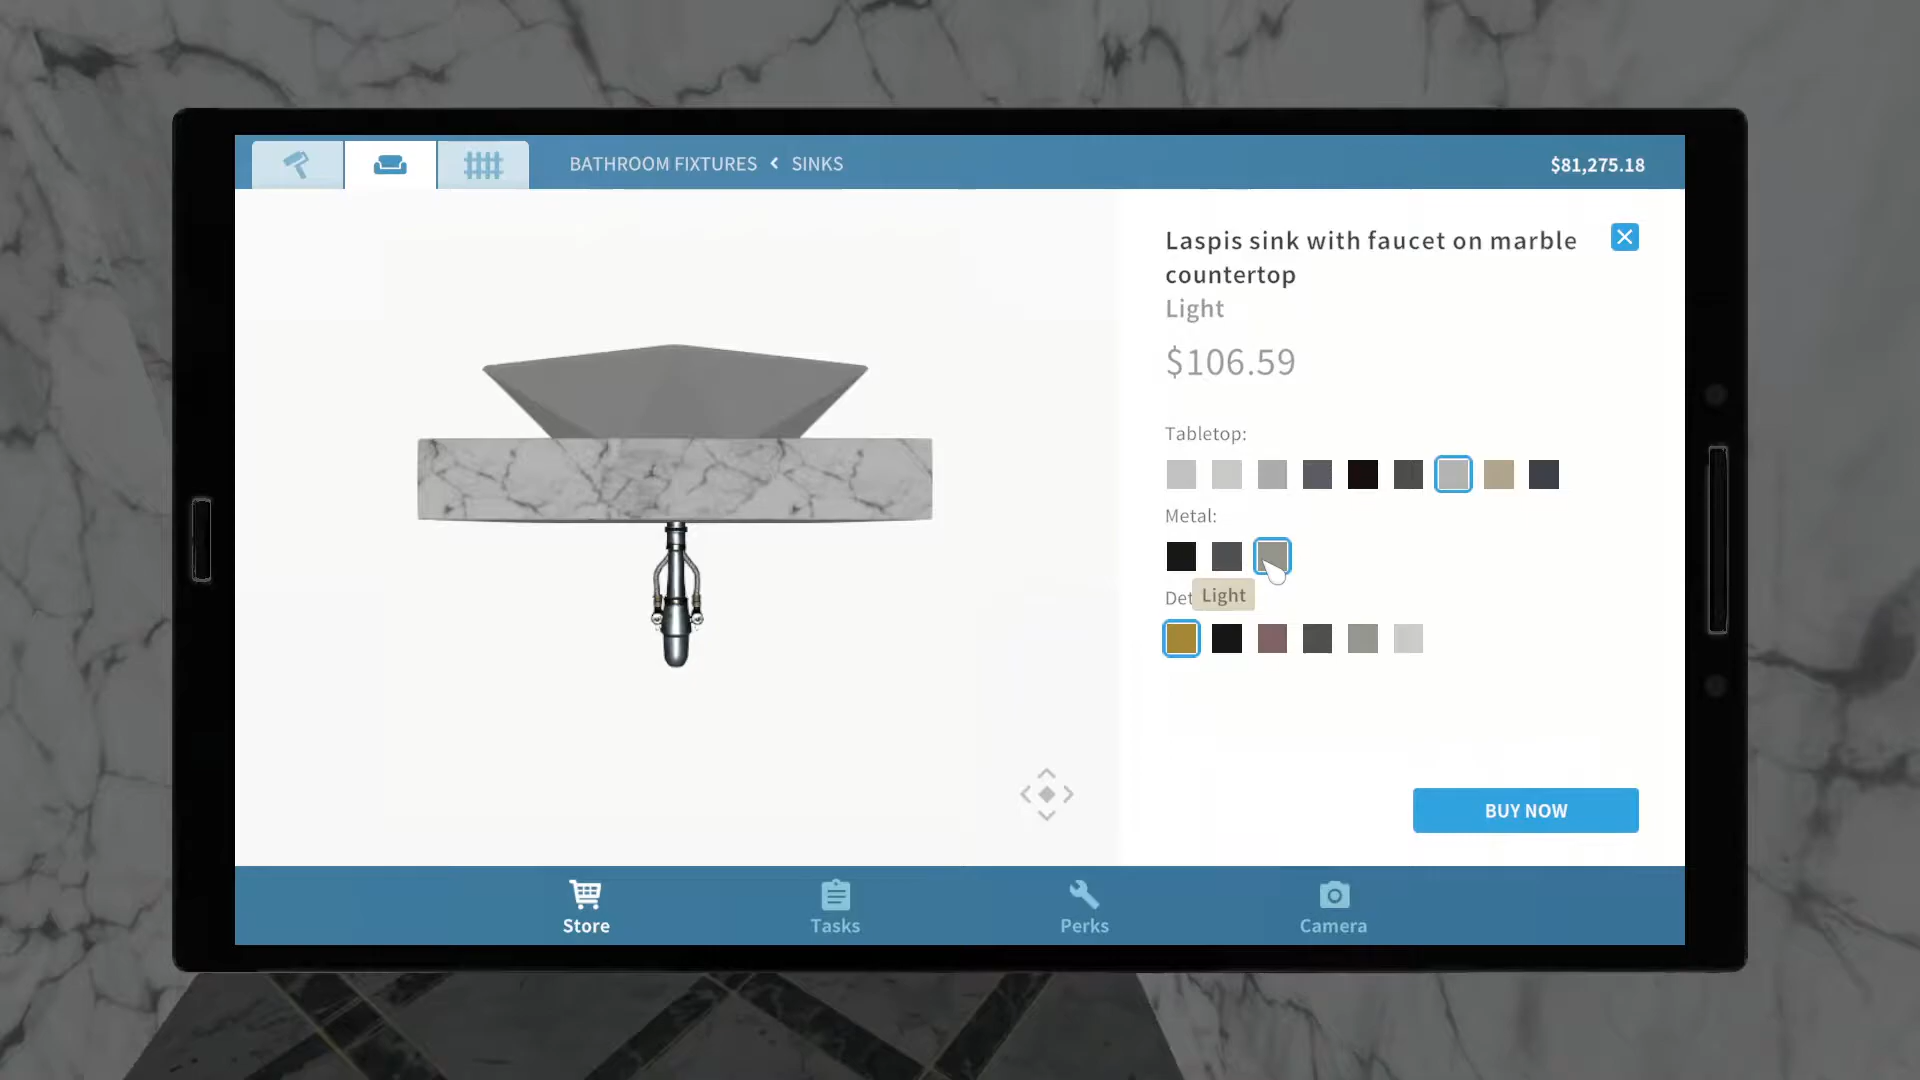 BATHROOM FIXTURES
SINKS
$81,275.18
Laspis sink with faucet on marble
countertop
Light
$106.59
Tabletop:
Metal:
Det
Light
BUY NOW
Store
Tasks
Perks
Camera